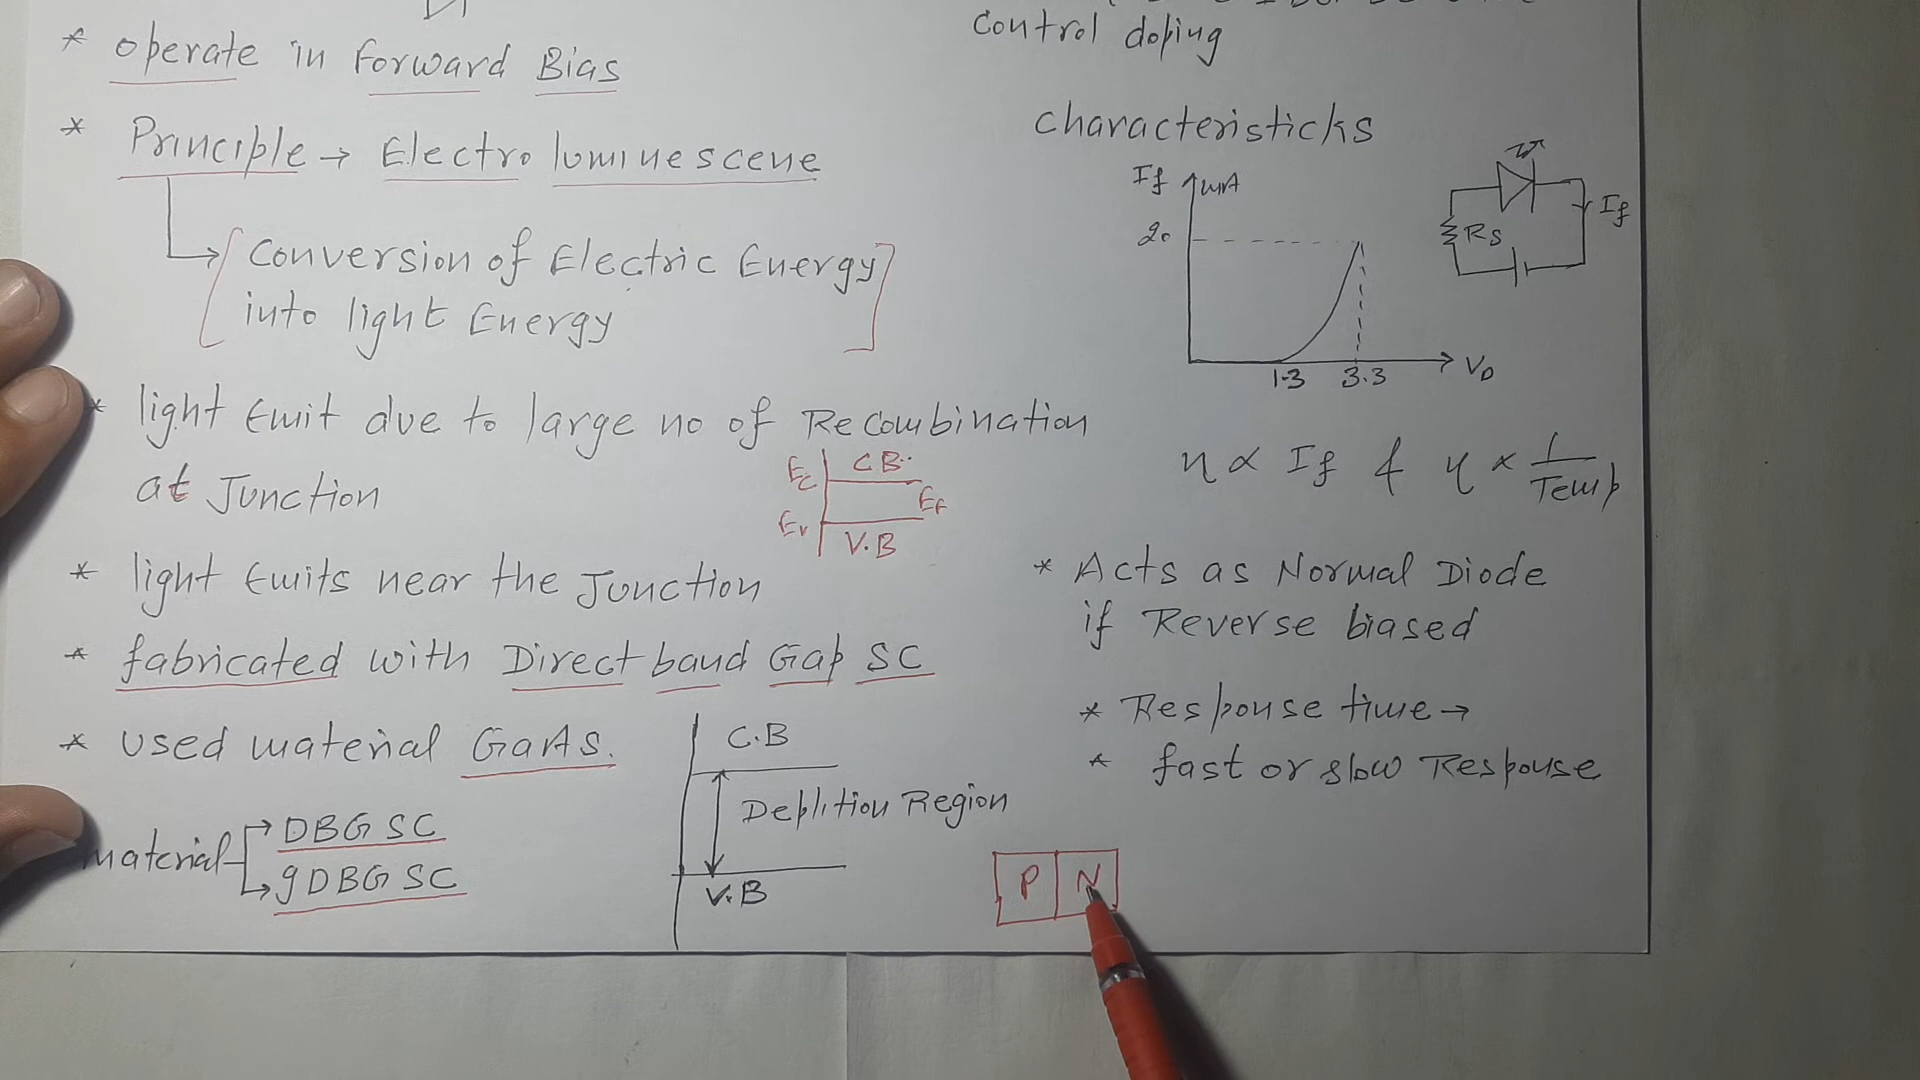 * operate in Forward Bias
* Principle → Electro luminescene
Conversion of Electric Energy
into light Energy
* light Emit due to large no of Recombination
at Junction
Ec C B..
EF
Ev V.B
* light Emits near the Junction
* fabricated with Direct band Gap SC
* used material GaAs.
C.B
Deplition Region
V.B
material
DBG SC
gDBG SC
Control doping
characteristicks
If mA
20
1.3 3.3 VD
Rs If
η ∝ If & η ∝ 1/Temp
* Acts as Normal Diode
if Reverse biased
* Response time →
* fast or slow Response
P N